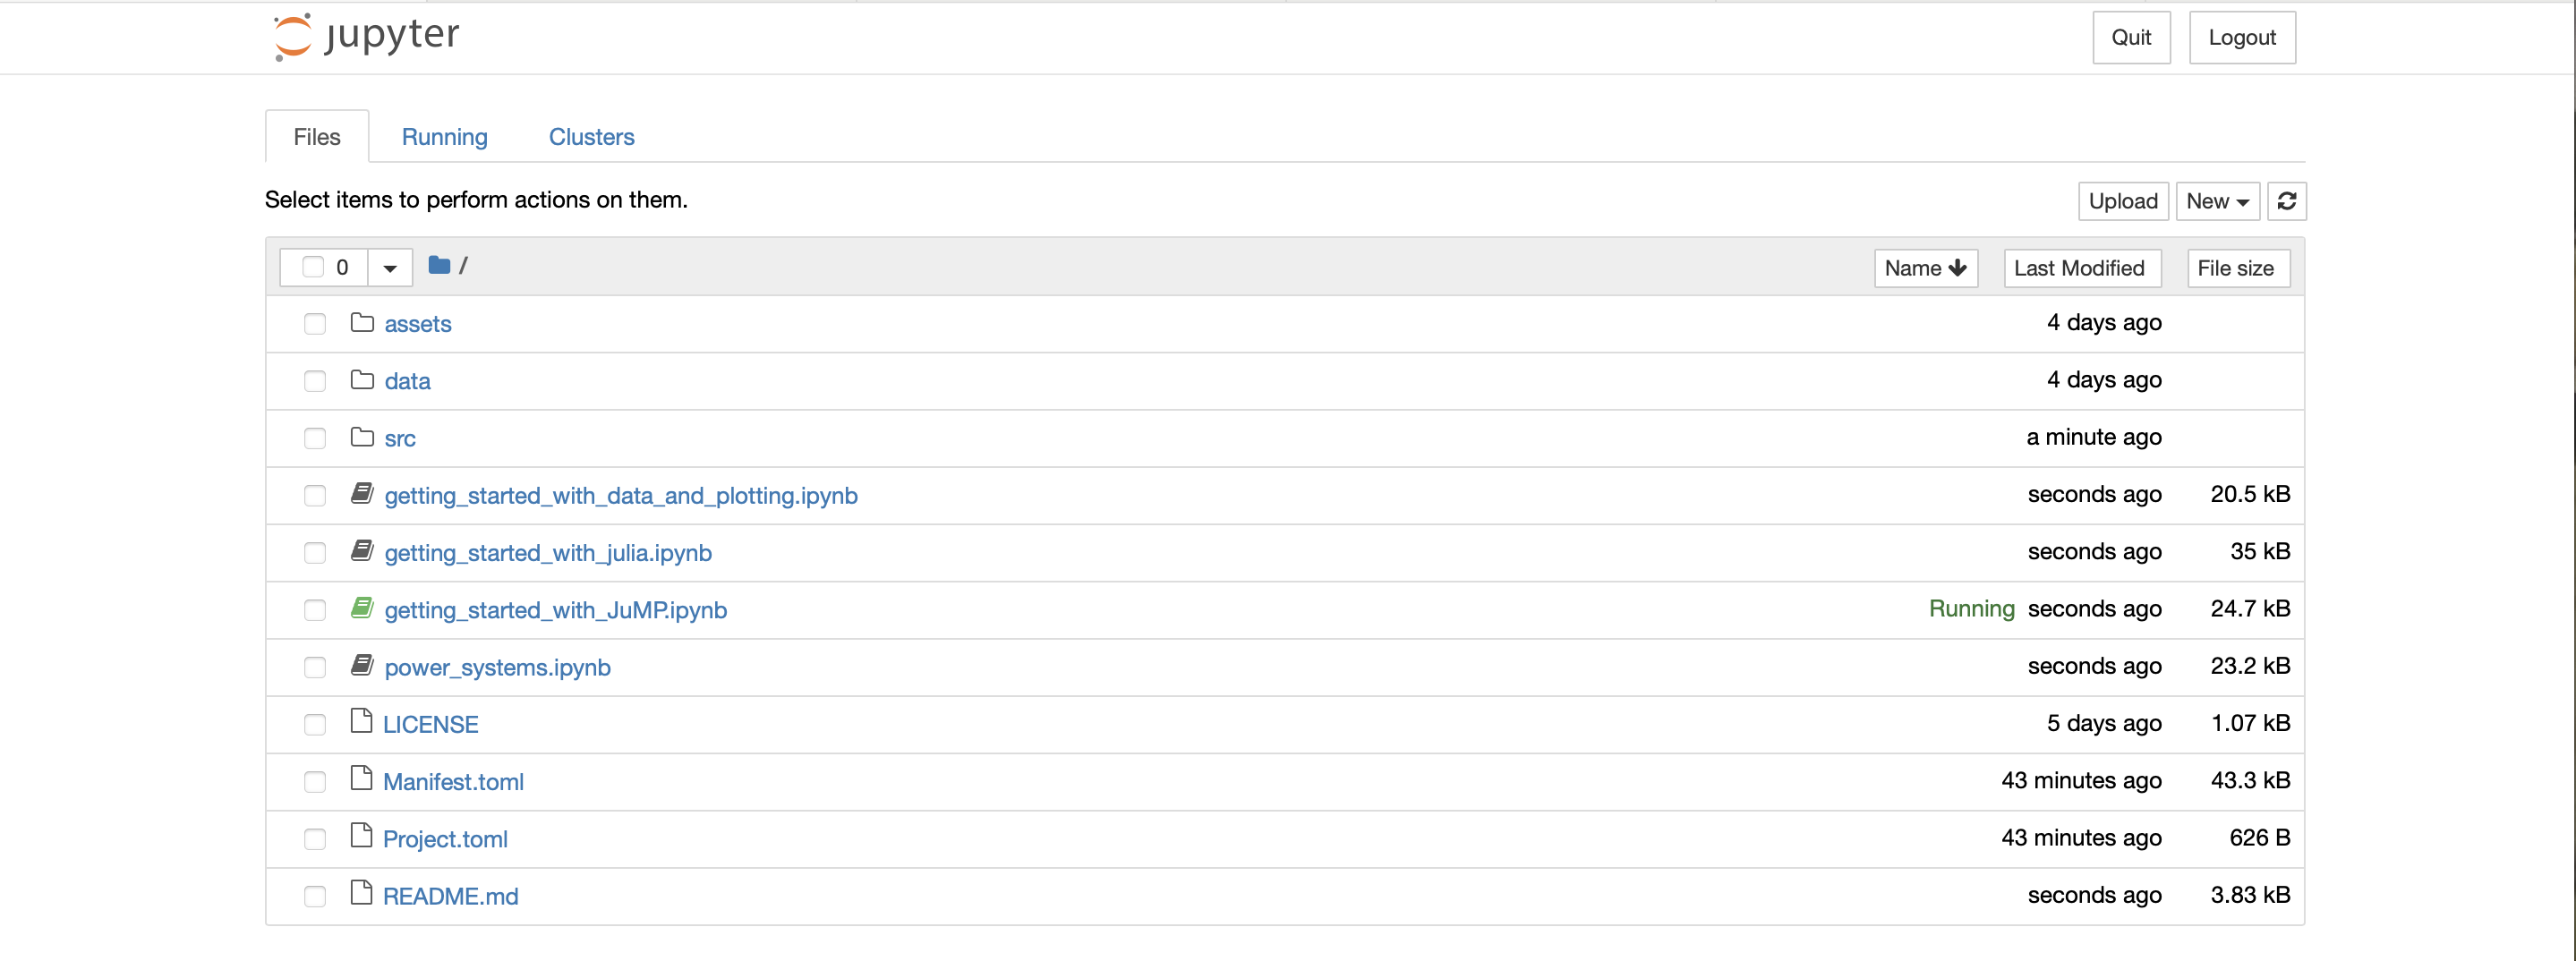 jupyter Quit Logout
Files Running Clusters
Select items to perform actions on them. Upload New
0 / Name Last Modified File size
assets 4 days ago
data 4 days ago
src a minute ago
getting_started_with_data_and_plotting.ipynb seconds ago 20.5 kB
getting_started_with_julia.ipynb seconds ago 35 kB
getting_started_with_JuMP.ipynb Running seconds ago 24.7 kB
power_systems.ipynb seconds ago 23.2 kB
LICENSE 5 days ago 1.07 kB
Manifest.toml 43 minutes ago 43.3 kB
Project.toml 43 minutes ago 626 B
README.md seconds ago 3.83 kB